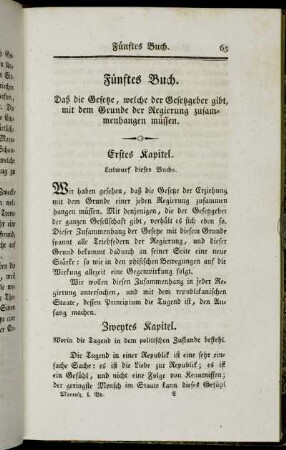 Fünftes Buch. 65
Fünftes Buch.
Daß die Gesetze, welche der Gesetzgeber gibt,
mit dem Grunde der Regierung zusam-
menhangen müssen.
Erstes Kapitel.
Entwurf dieses Buchs.
Wir haben gesehen, daß die Gesetze der Erziehung
mit dem Grunde einer jeden Regierung zusammen
hangen müssen. Mit denjenigen, die der Gesetzgeber
der ganzen Gesellschaft gibt, verhält es sich eben so.
Dieser Zusammenhang der Gesetze mit diesem Grunde
spannt alle Triebfedern der Regierung, und dieser
Grund bekommt dadurch in seiner Seite eine neue
Stärke: so wie in den phisischen Bewegungen auf die
Wirkung allezeit eine Gegenwirkung folgt.
Wir wollen diesen Zusammenhang in jeder Re-
gierung untersuchen, und mit dem republikanischen
Staate, dessen Principium die Tugend ist, den An-
fang machen.
Zweytes Kapitel.
Worin die Tugend in dem politischen Zustande besteht.
Die Tugend in einer Republik ist eine sehr ein-
fache Sache: es ist die Liebe zur Republik; es ist
ein Gefühl, und nicht eine Folge von Kenntnissen;
der geringste Mensch im Staate kann dieses Gefühl